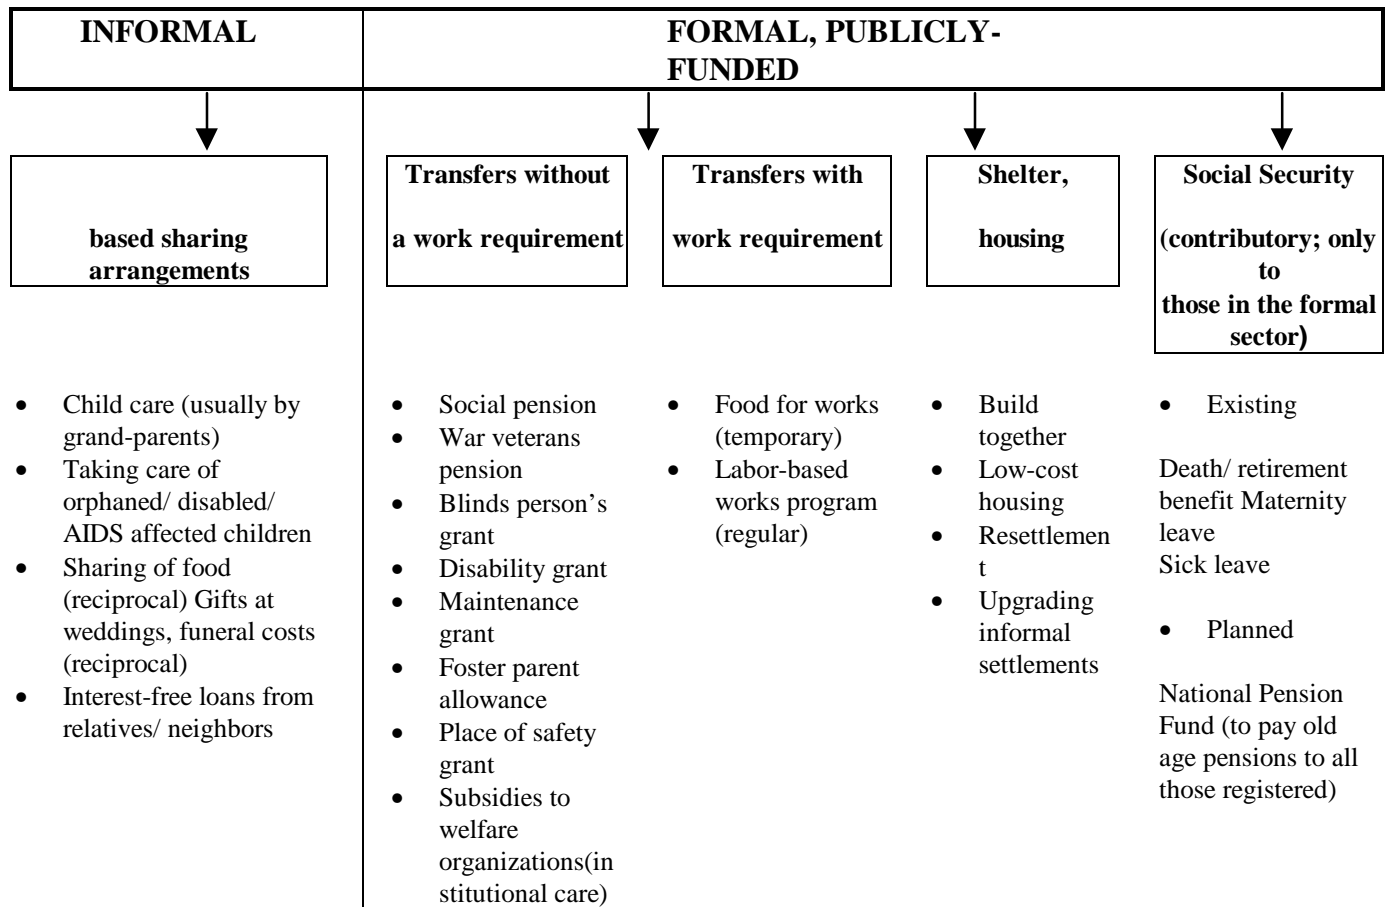 INFORMAL
FORMAL, PUBLICLY-
FUNDED
based sharing
arrangements
Transfers without
a work requirement
Transfers with
work requirement
Shelter,
housing
Social Security
(contributory; only
to
those in the formal
sector)
• Child care (usually by
grand-parents)
• Taking care of
orphaned/ disabled/
AIDS affected children
• Sharing of food
(reciprocal) Gifts at
weddings, funeral costs
(reciprocal)
• Interest-free loans from
relatives/ neighbors
• Social pension
• War veterans
pension
• Blinds person’s
grant
• Disability grant
• Maintenance
grant
• Foster parent
allowance
• Place of safety
grant
• Subsidies to
welfare
organizations(in
stitutional care)
• Food for works
(temporary)
• Labor-based
works program
(regular)
• Build
together
• Low-cost
housing
• Resettlemen
t
• Upgrading
informal
settlements
• Existing
Death/ retirement
benefit Maternity
leave
Sick leave
• Planned
National Pension
Fund (to pay old
age pensions to all
those registered)